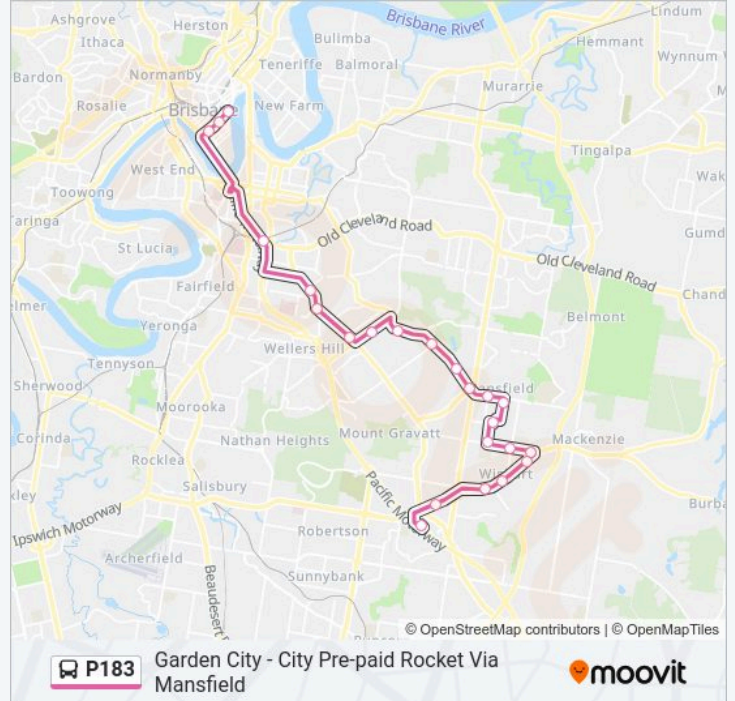 Ashgrove
Herston
Brisbane River
Lindum
Ithaca
Bulimba
Hemmant
Teneriffe
Balmoral
Wynnum W
Bardon
Normanby
Murarrie
Rosalie
Brisbane
New Farm
Tingalpa
West End
Wak
Toowong
Taringa
Old Cleveland Road
Gumd
St Lucia
Old Cleveland Road
Fairfield
Chand
elmer
Belmont
Yeronga
Wellers Hill
Tennyson
Sherwood
Mansfield
Moorooka
Corinda
Nathan Heights
Mount Gravatt
Mackenzie
Rocklea
Wishart
xley
Salisbury
Pacific Motorway
Burba
Ipswich Motorway
Robertson
Archerfield
Sunnybank
Beaudesert R
© OpenStreetMap contributors | © OpenMapTiles
P183
Garden City - City Pre-paid Rocket Via
Mansfield
moovit